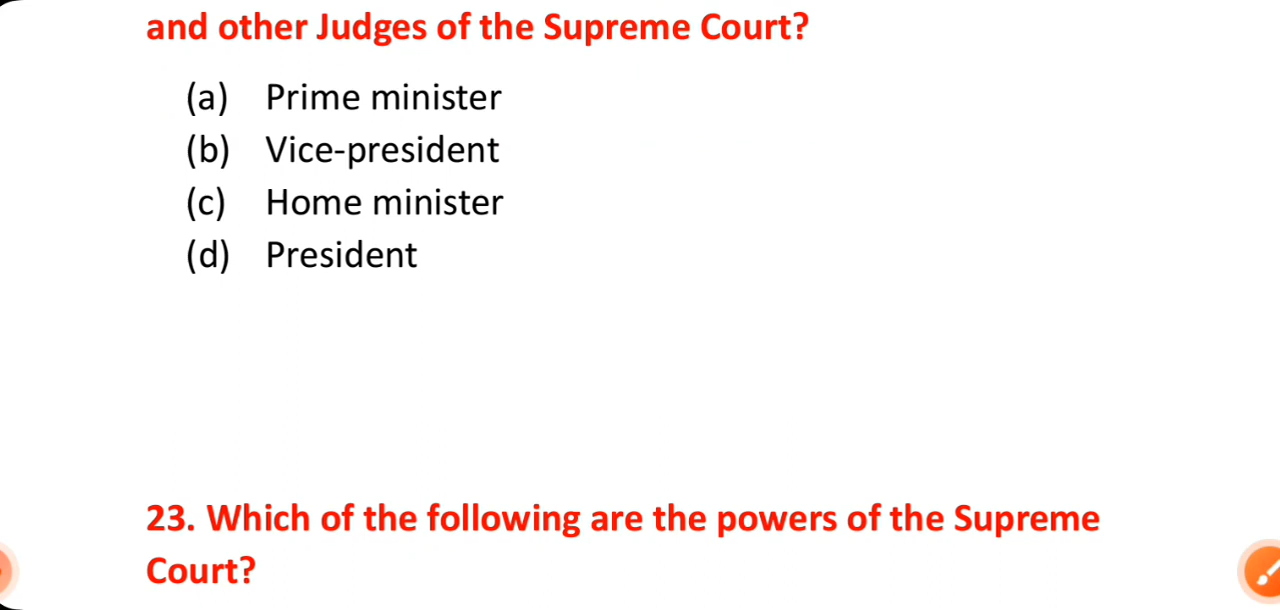 and other Judges of the Supreme Court?
(a) Prime minister
(b) Vice-president
(c) Home minister
(d) President
23. Which of the following are the powers of the Supreme
Court?